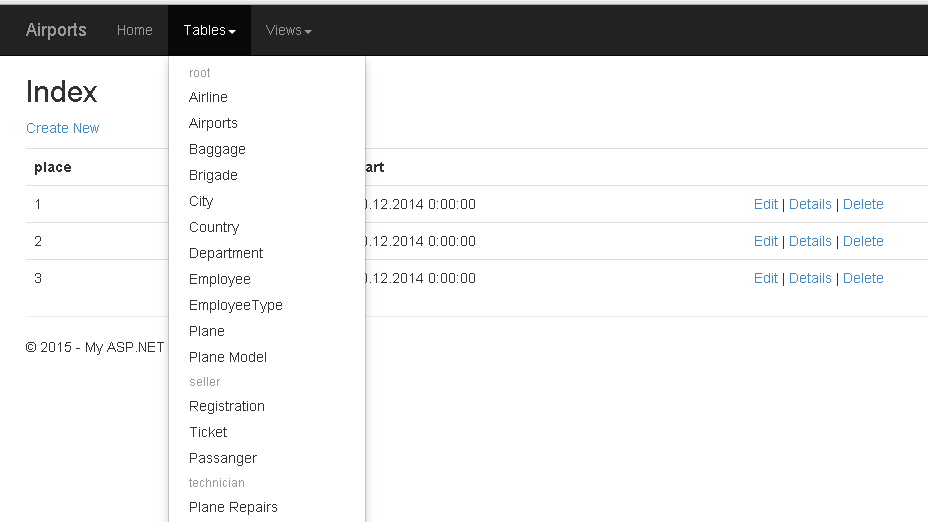 Airports Home Tables Views
root
Index
Airline
Airports
Create New
Baggage
place art
Brigade
City
1 0.12.2014 0:00:00 Edit | Details | Delete
Country
2 0.12.2014 0:00:00 Edit | Details | Delete
Department
Employee
3 0.12.2014 0:00:00 Edit | Details | Delete
EmployeeType
Plane
© 2015 - My ASP.NET
Plane Model
seller
Registration
Ticket
Passanger
technician
Plane Repairs